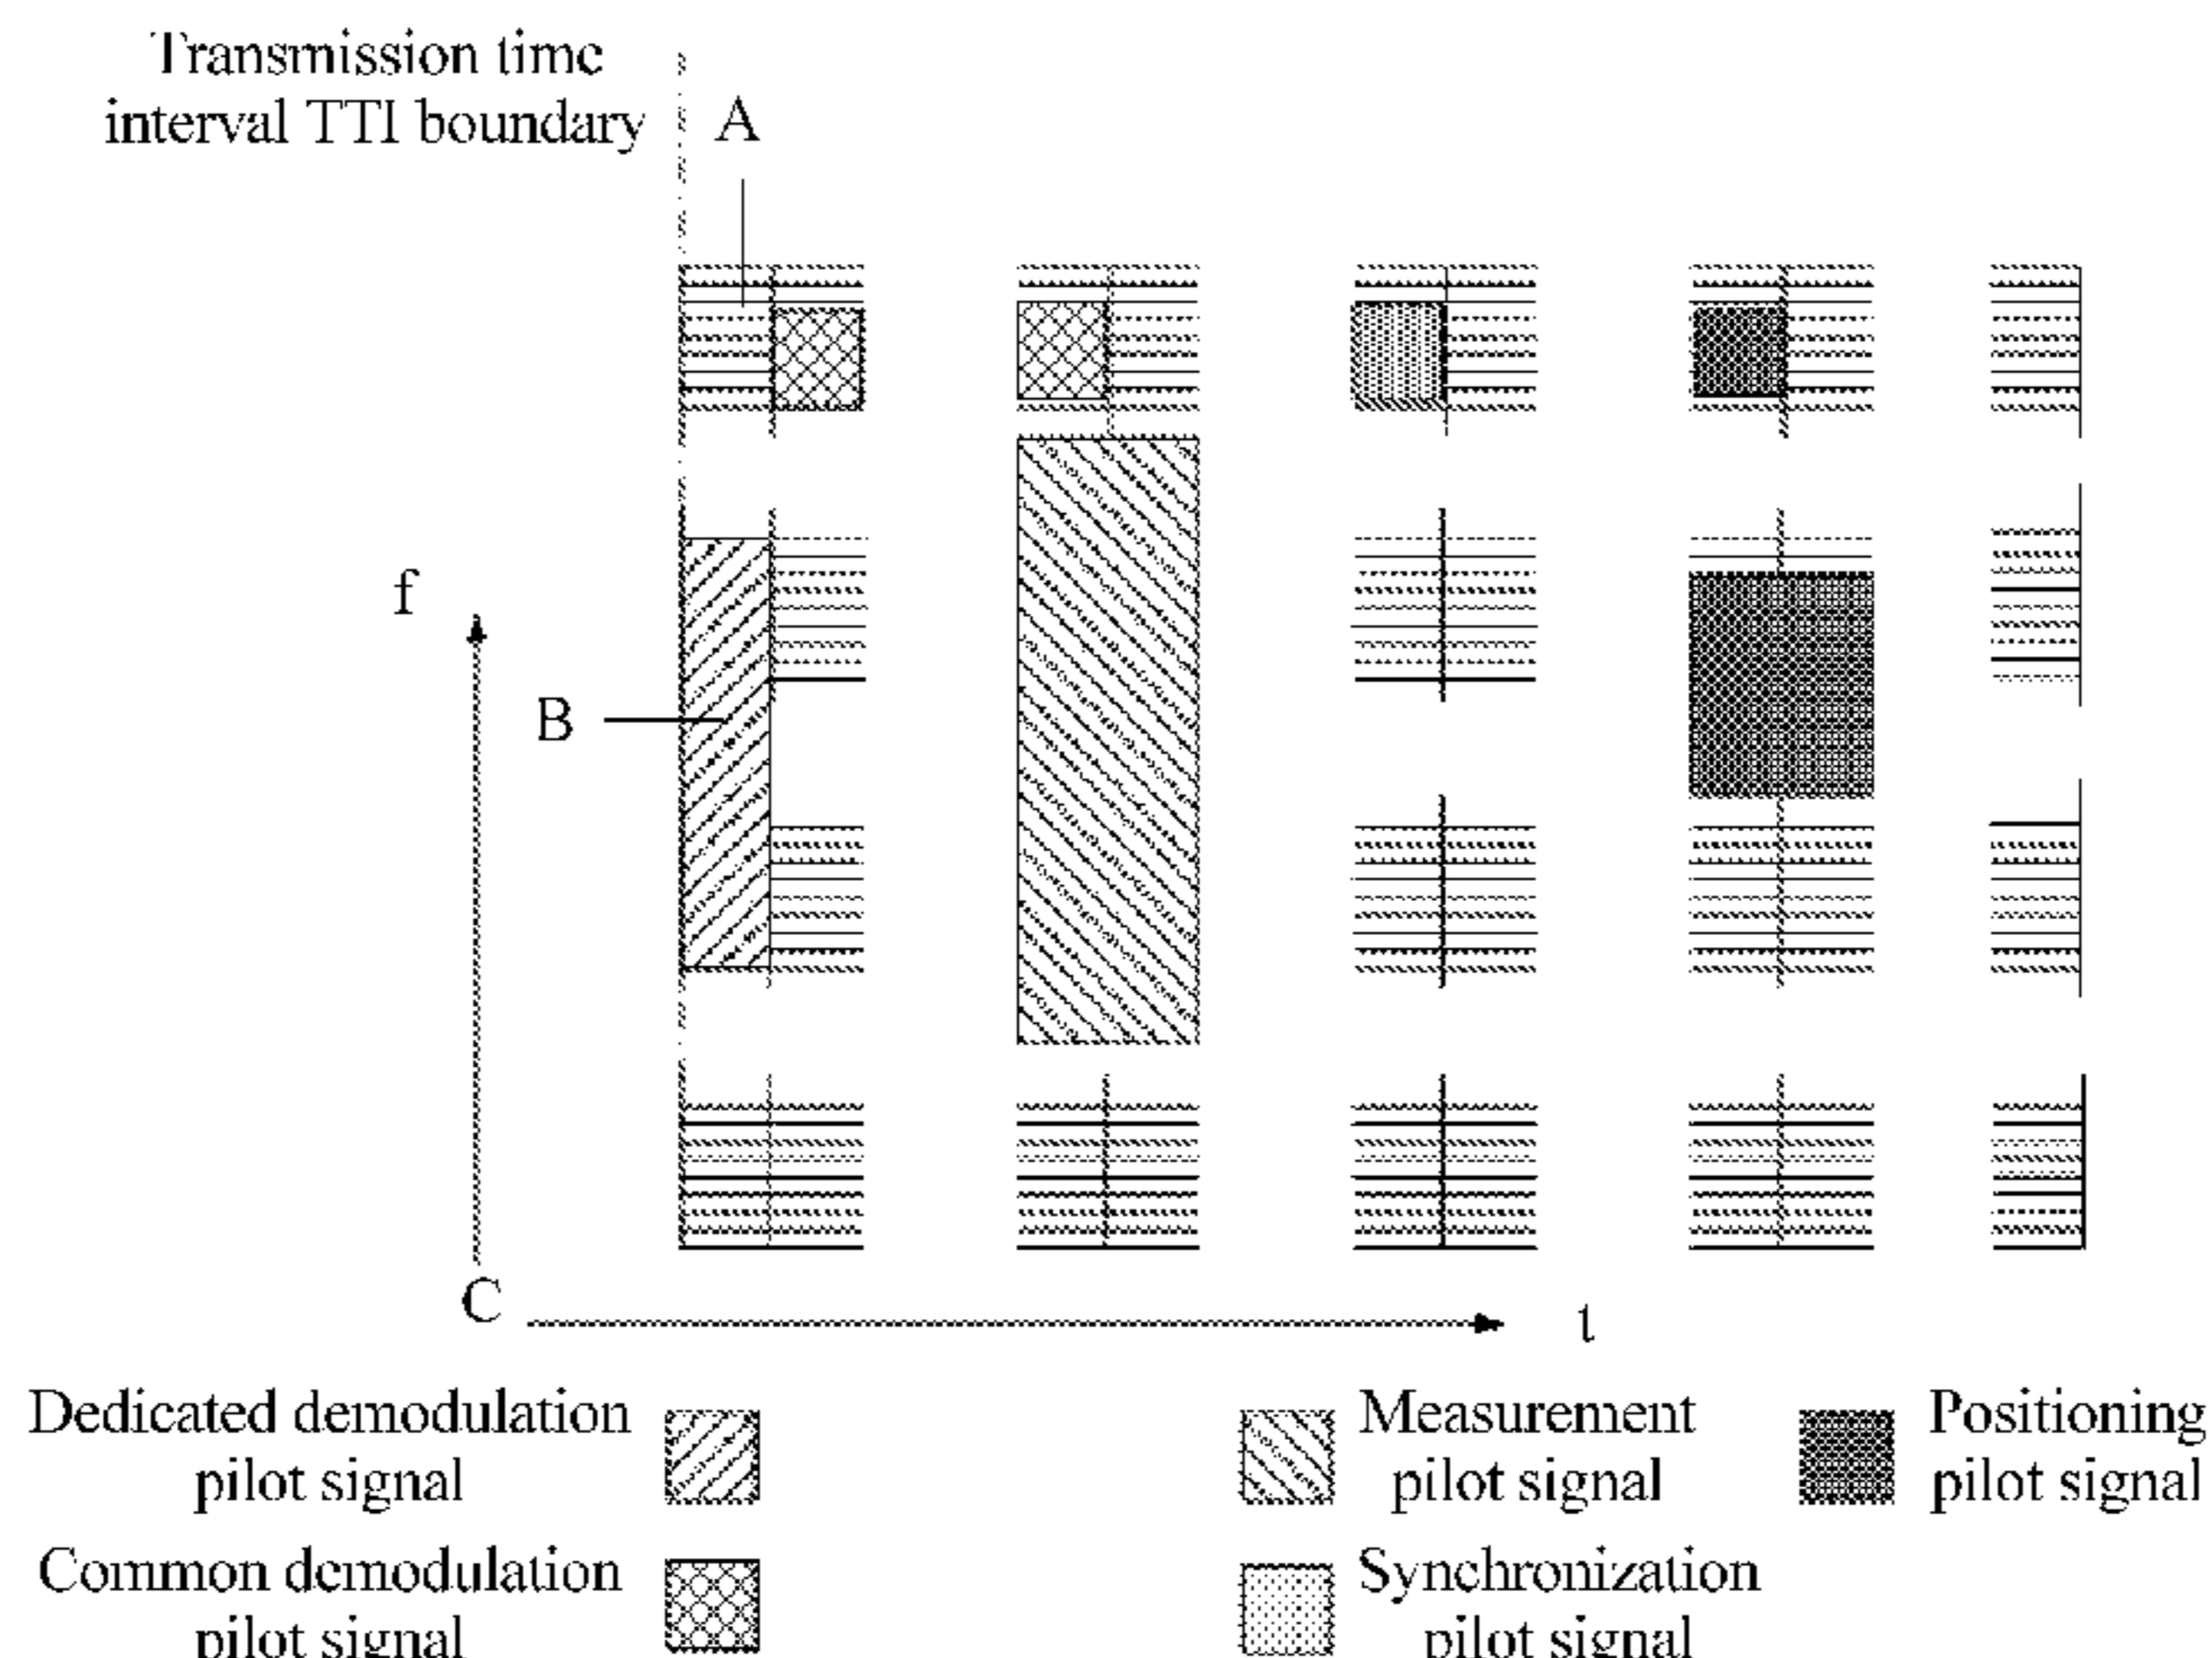 Transmission time
interval TTI boundary
A
f
B
C
t
Dedicated demodulation
pilot signal
Measurement
pilot signal
Positioning
pilot signal
Common demodulation
pilot signal
Synchronization
pilot signal